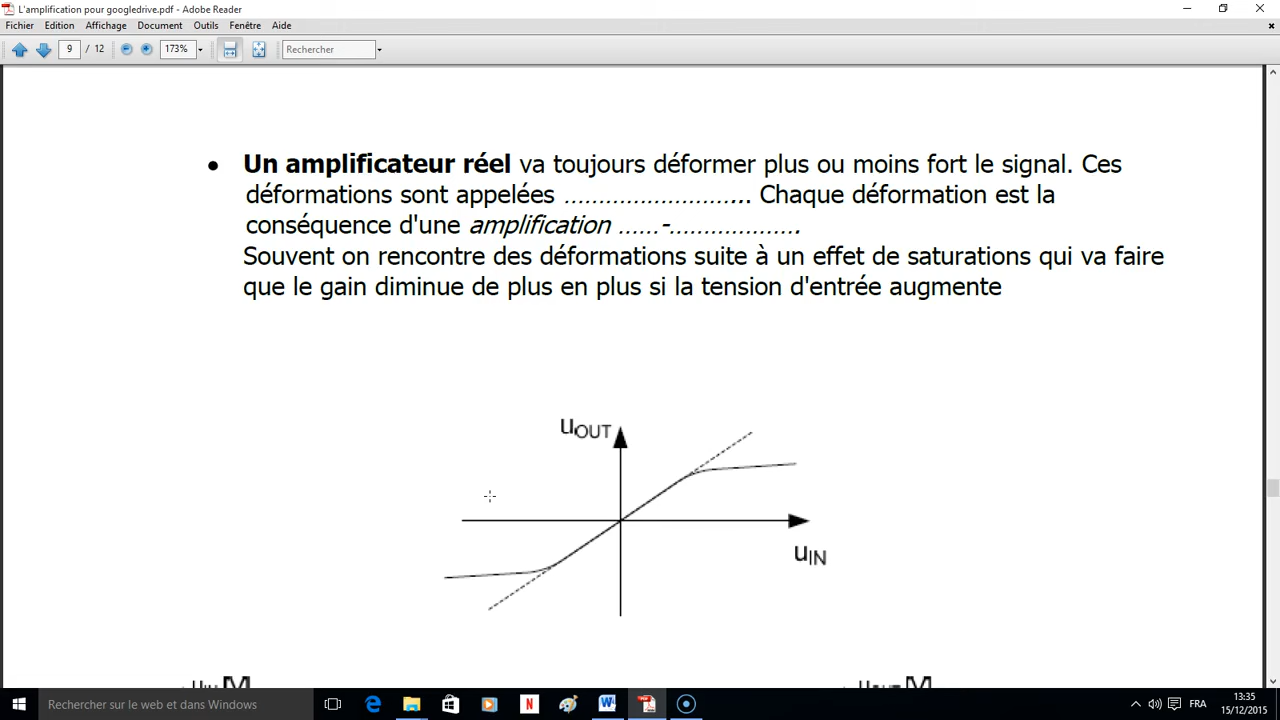 L'amplification pour googledrive.pdf - Adobe Reader
Fichier Edition Affichage Document Outils Fenêtre Aide
9 / 12 173% Rechercher
• Un amplificateur réel va toujours déformer plus ou moins fort le signal. Ces
déformations sont appelées ........................... Chaque déformation est la
conséquence d'une amplification ......-...................
Souvent on rencontre des déformations suite à un effet de saturations qui va faire
que le gain diminue de plus en plus si la tension d'entrée augmente
uOUT
uIN
Rechercher sur le web et dans Windows
FRA
13:35
15/12/2015